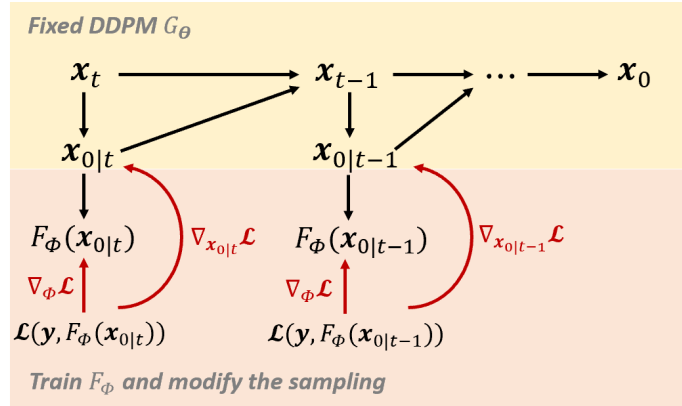 Fixed DDPM G_θ
x_t x_{t−1} ... x_0
x_{0|t} x_{0|t−1}
F_Φ(x_{0|t}) ∇_{x_{0|t}}ℒ F_Φ(x_{0|t−1}) ∇_{x_{0|t−1}}ℒ
∇_Φℒ ∇_Φℒ
ℒ(y, F_Φ(x_{0|t})) ℒ(y, F_Φ(x_{0|t−1}))
Train F_Φ and modify the sampling